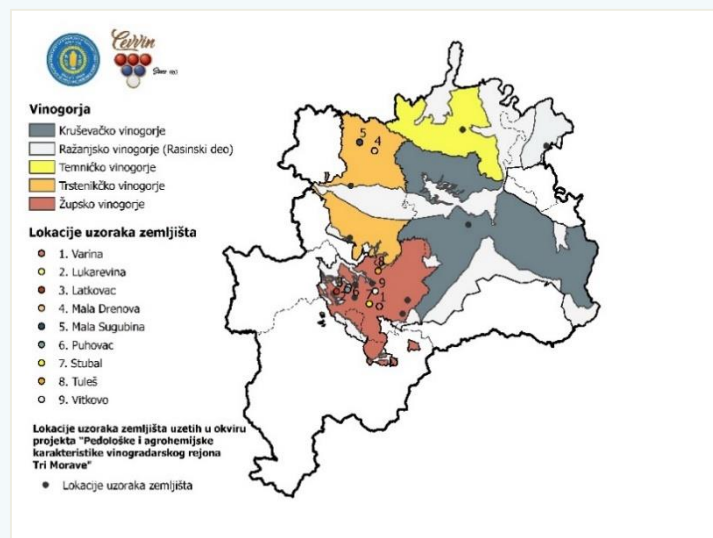 Cevvin
Vinogorja
Kruševačko vinogorje
Ražanjsko vinogorje (Rasinski deo)
Temničko vinogorje
Trsteničko vinogorje
Župsko vinogorje
Lokacije uzoraka zemljišta
1. Varina
2. Lukarevina
3. Latkovac
4. Mala Drenova
5. Mala Sugubina
6. Puhovac
7. Stubal
8. Tuleš
9. Vitkovo
Lokacije uzoraka zemljišta uzetih u okviru
projekta "Pedološke i agrohemijske
karakteristike vinogradarskog rejona
Tri Morave"
Lokacije uzoraka zemljišta
5
4
8
9
7
1